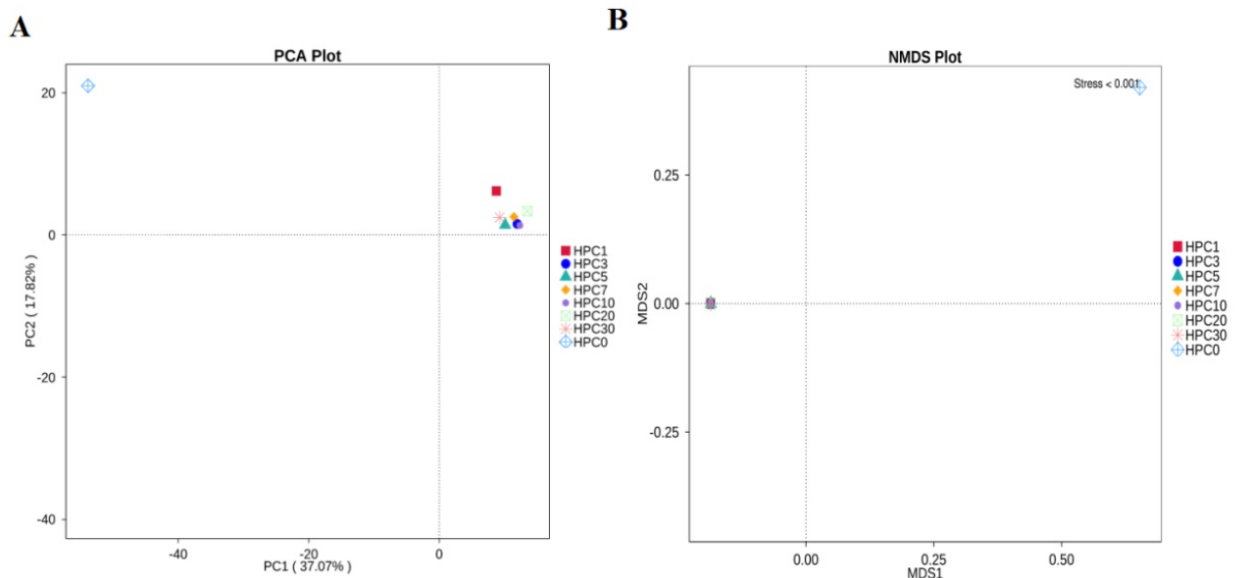 A
PCA Plot
20
0
-20
-40
PC2 ( 17.82% )
-40
-20
0
PC1 ( 37.07% )
HPC1
HPC3
HPC5
HPC7
HPC10
HPC20
HPC30
HPC0
B
NMDS Plot
Stress < 0.001
0.25
0.00
-0.25
MDS2
0.00
0.25
0.50
MDS1
HPC1
HPC3
HPC5
HPC7
HPC10
HPC20
HPC30
HPC0